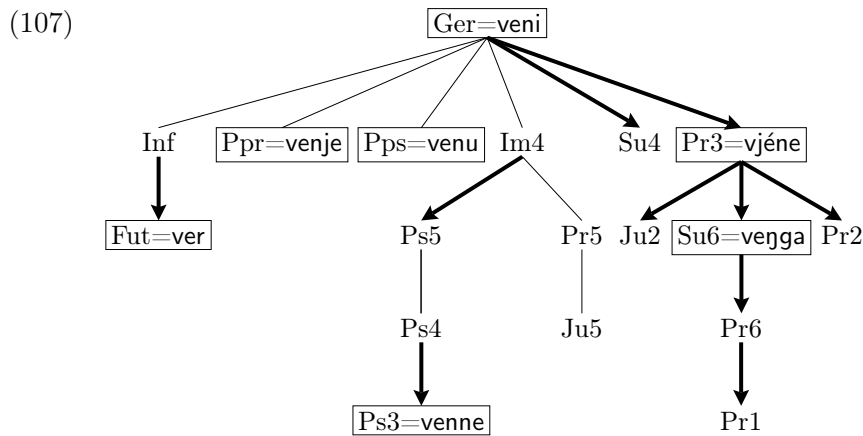 (107)
Ger=veni
Inf Ppr=venje Pps=venu Im4 Su4 Pr3=vjéne
Fut=ver Ps5 Pr5 Ju2 Su6=veŋga Pr2
Ps4 Ju5 Pr6
Ps3=venne Pr1